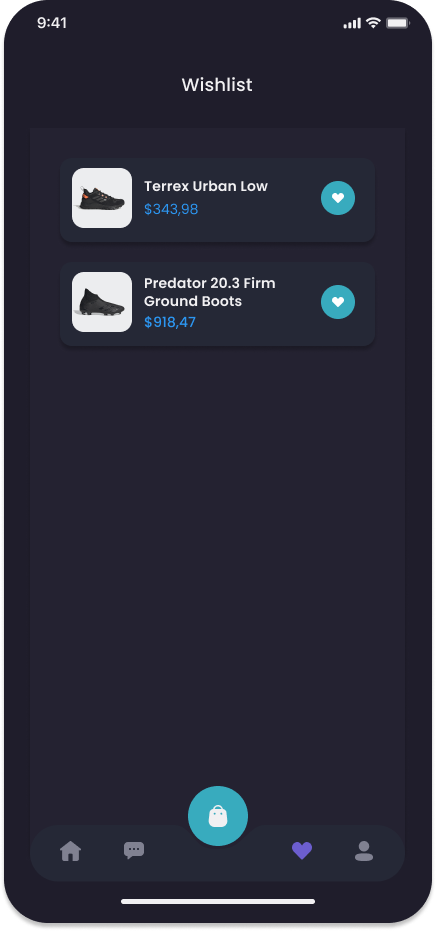 9:41
Wishlist
Terrex Urban Low
$343,98
Predator 20.3 Firm
Ground Boots
$918,47